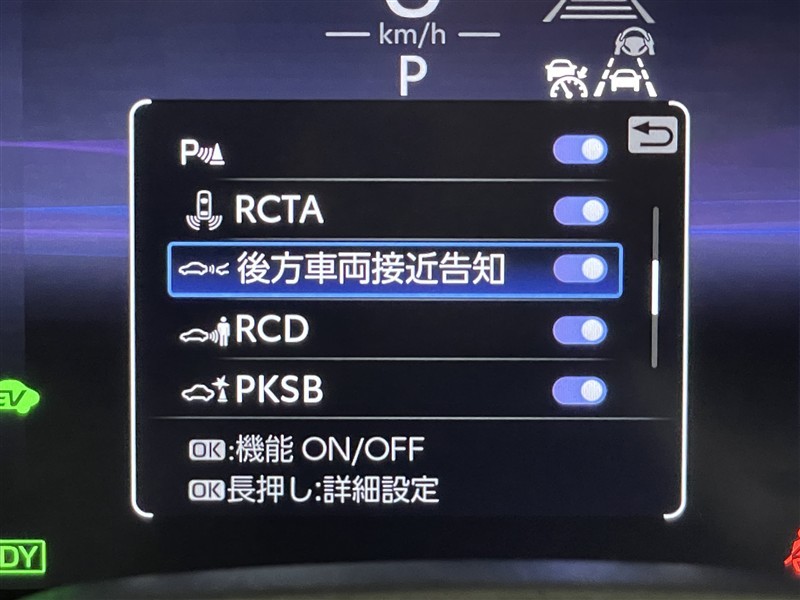 km/h
P
P
RCTA
後方車両接近告知
RCD
PKSB
OK:機能 ON/OFF
OK長押し:詳細設定
EV
DY